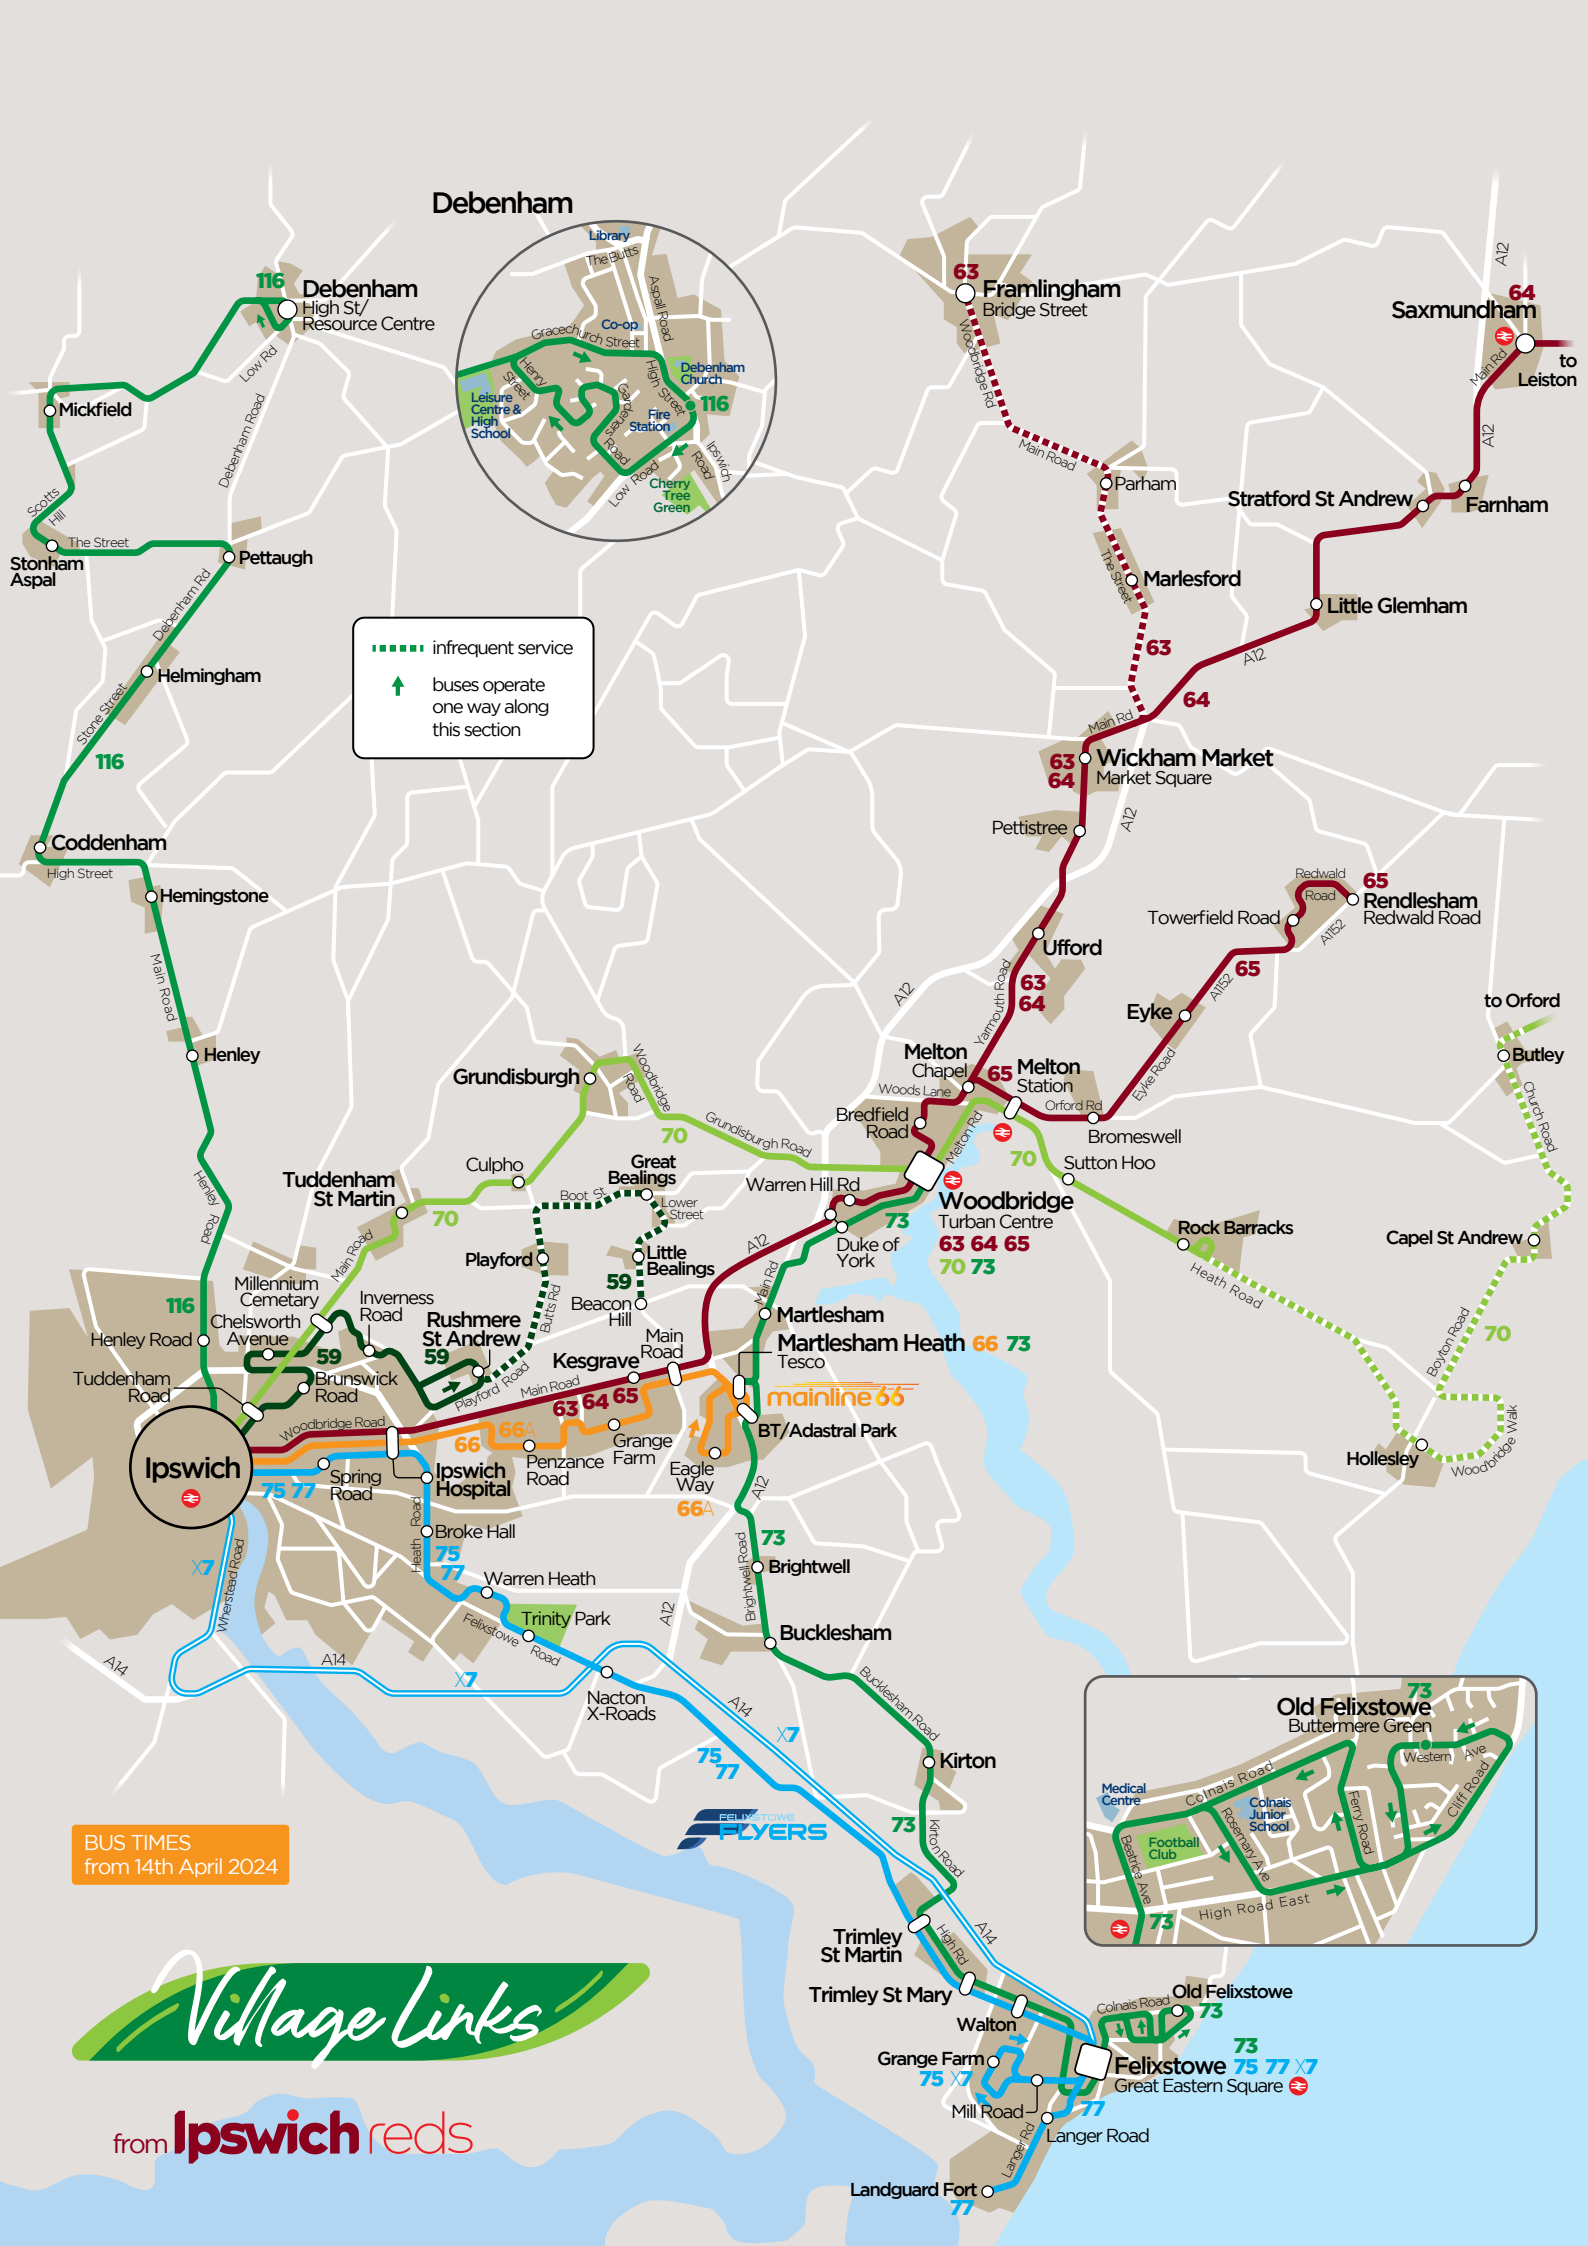 Debenham
Library
The Butts
Aspall Road
Gracechurch Street
Co-op
Henry
Street
High Street
Debenham
Church
Leisure
Centre &
High
School
Gardeners
Road
Fire
Station
116
Ipswich
Road
Low Road
Cherry
Tree
Green
116
Debenham
High St/
Resource Centre
Low Rd
Mickfield
Debenham Road
Scotts
Hill
The Street
Stonham
Aspal
Pettaugh
Debenham Rd
Helmingham
Stone Street
116
Coddenham
High Street
Hemingstone
Main Road
Henley
Henley Road
116
Henley Road
infrequent service
buses operate
one way along
this section
63
Framlingham
Bridge Street
Woodbridge Rd
Main Road
Parham
The Street
Marlesford
63
A12
64
Saxmundham
to
Leiston
Main Rd
A12
Stratford St Andrew
Farnham
Little Glemham
A12
64
Main Rd
63
64
Wickham Market
Market Square
A12
Pettistree
Ufford
Yarmouth Road
63
64
A12
Redwald
Road
65
Rendlesham
Redwald Road
Towerfield Road
A1152
65
A1152
Eyke
Eyke Road
to Orford
Butley
Church Road
Capel St Andrew
70
Boyton Road
Woodbridge Walk
Hollesley
Heath Road
Rock Barracks
Sutton Hoo
70
Bromeswell
Orford Rd
Melton
Station
65
Melton
Chapel
Woods Lane
Bredfield
Road
Melton Rd
Woodbridge
Turban Centre
63 64 65
70 73
Warren Hill Rd
73
Duke of
York
A12
Main Rd
Grundisburgh
Woodbridge
Road
70
Grundisburgh Road
Culpho
Tuddenham
St Martin
70
Main Road
Great
Bealings
Boot St
Lower
Street
Playford
Little
Bealings
59
Beacon
Hill
Butts Rd
Millennium
Cemetary
Chelsworth
Avenue
Inverness
Road
59
Rushmere
St Andrew
59
Playford Road
Tuddenham
Road
Brunswick
Road
Main
Road
Kesgrave
Main Road
63 64 65
Woodbridge Road
Martlesham
Martlesham Heath 66 73
Tesco
mainline 66
BT/Adastral Park
Ipswich
66
66A
Penzance
Road
Grange
Farm
Eagle
Way
66A
A12
Spring
Road
75 77
Ipswich
Hospital
Heath Road
Broke Hall
75
77
Warren Heath
Trinity Park
Felixstowe Road
A12
X7
Wherstead Road
A14
A14
X7
Nacton
X-Roads
A14
X7
75
77
73
Brightwell Road
Brightwell
Bucklesham
Bucklesham Road
Kirton
73
Kirton Road
FELIXSTOWE
FLYERS
Old Felixstowe
73
Buttermere Green
Western Ave
Cliff Road
Colnais Road
Medical
Centre
Colnais
Junior
School
Ferry Road
Rosemary Ave
Football
Club
Beatrice Ave
High Road East
73
A14
Trimley
St Martin
High Rd
Trimley St Mary
Walton
Colnais Road
Old Felixstowe
73
73
Felixstowe 75 77 X7
Great Eastern Square
Grange Farm
75 X7
Mill Road
77
Langer Road
Langer Rd
Landguard Fort
77
BUS TIMES
from 14th April 2024
Village Links
from Ipswich reds